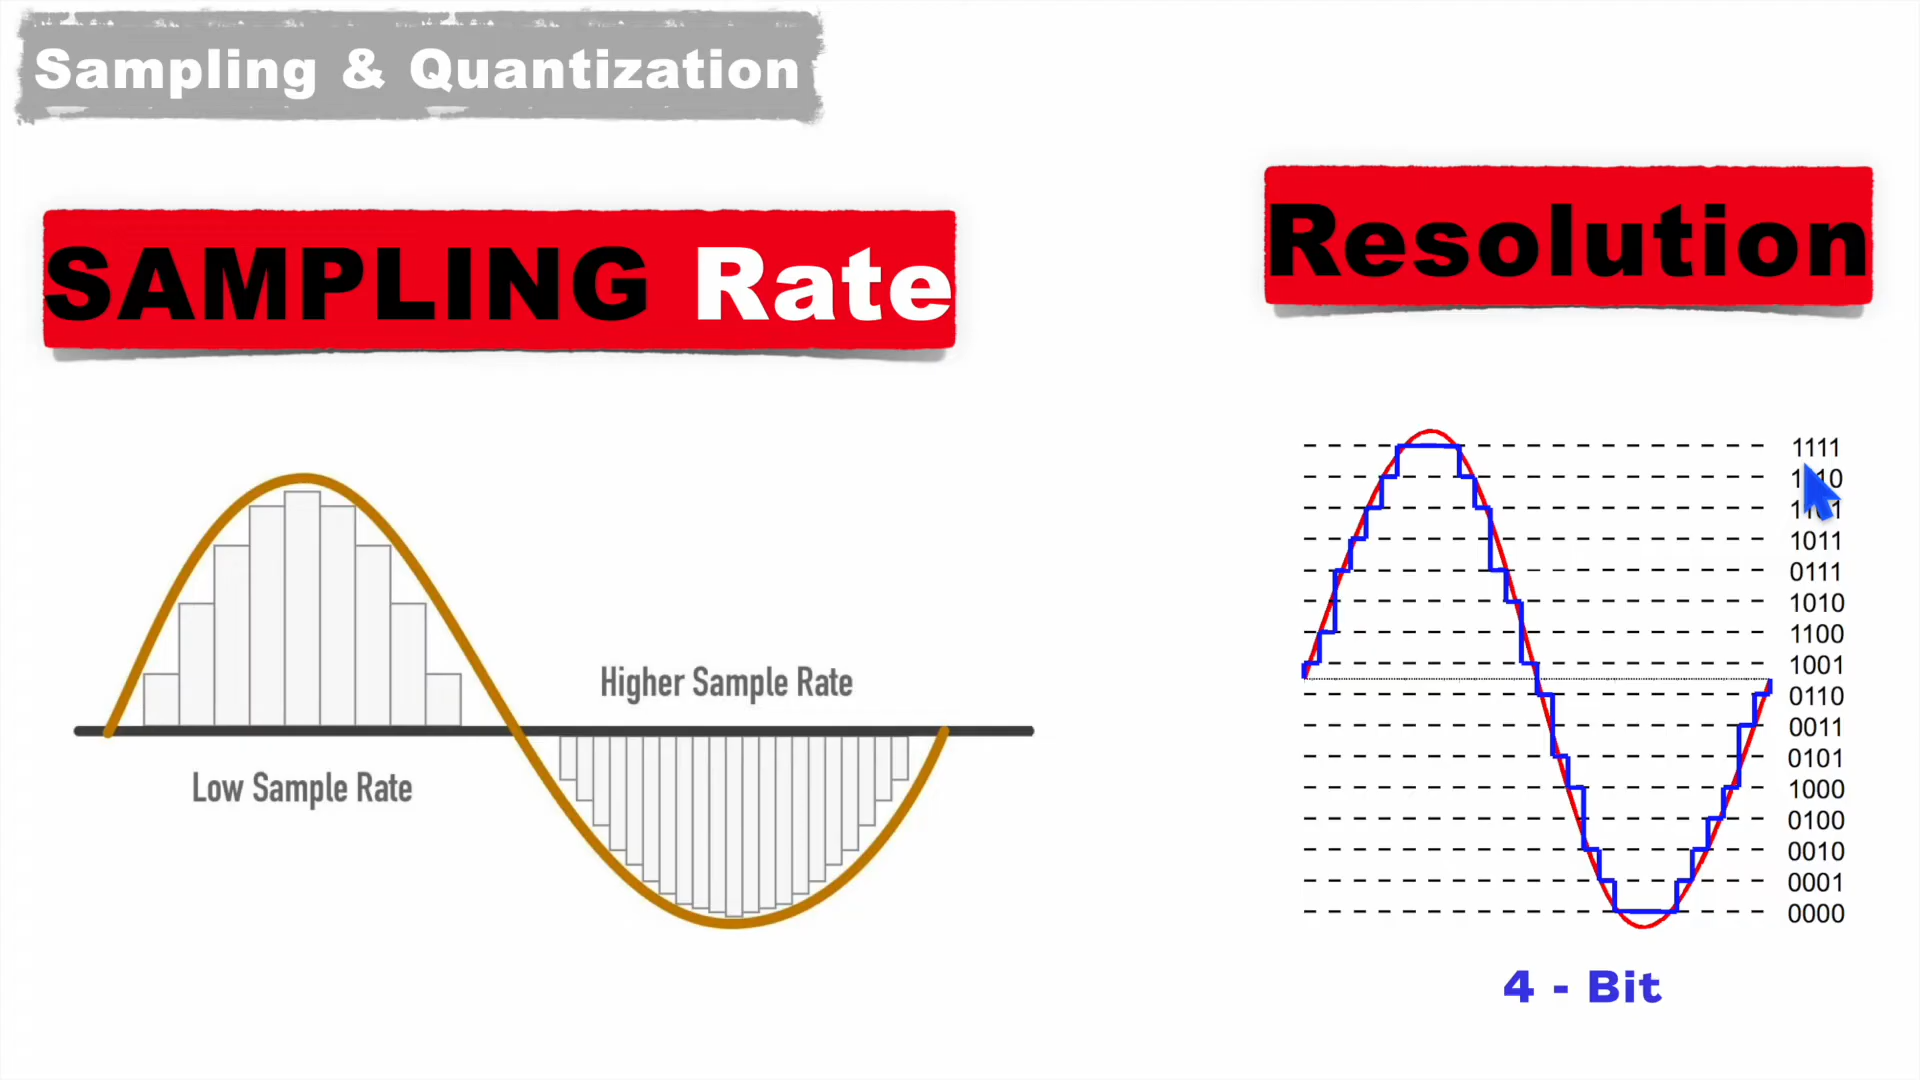 Sampling & Quantization
SAMPLING Rate
Resolution
Higher Sample Rate
Low Sample Rate
1111
1011
0111
1010
1100
1001
0110
0011
0101
1000
0100
0010
0001
0000
4 - Bit